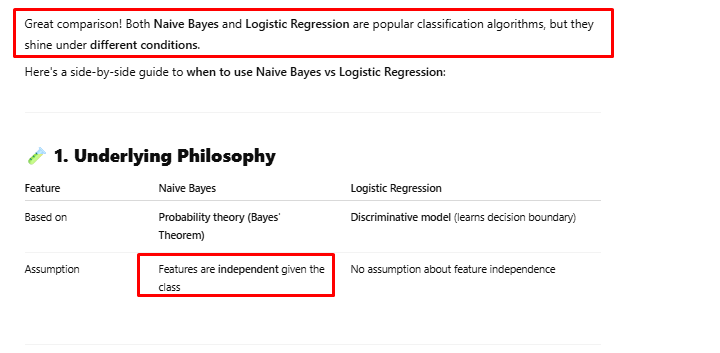 Great comparison! Both Naive Bayes and Logistic Regression are popular classification algorithms, but they
shine under different conditions.
Here's a side-by-side guide to when to use Naive Bayes vs Logistic Regression:
1. Underlying Philosophy
Feature Naive Bayes Logistic Regression
Based on Probability theory (Bayes' Discriminative model (learns decision boundary)
Theorem)
Assumption Features are independent given the No assumption about feature independence
class